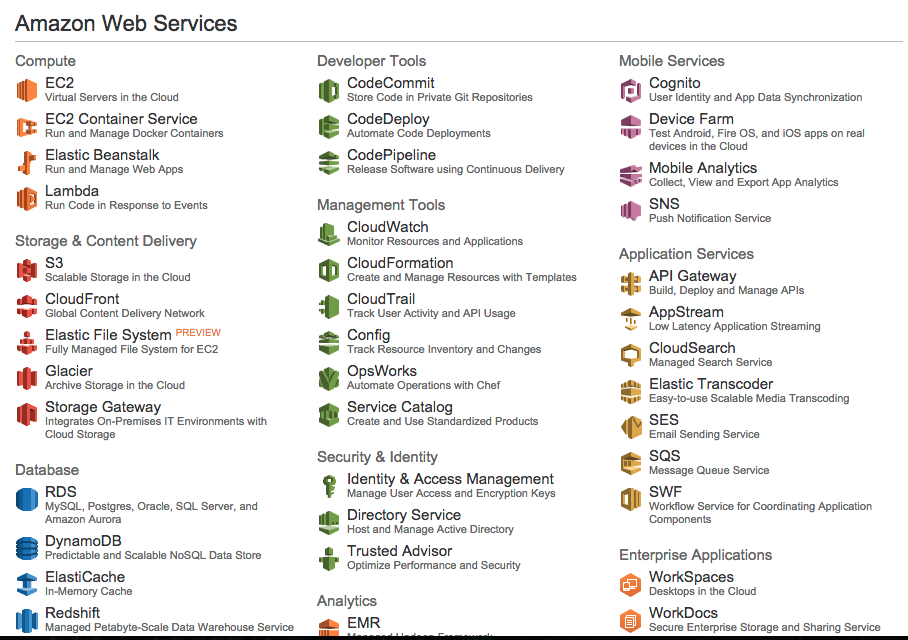 Amazon Web Services
Compute
EC2
Virtual Servers in the Cloud
EC2 Container Service
Run and Manage Docker Containers
Elastic Beanstalk
Run and Manage Web Apps
Lambda
Run Code in Response to Events
Storage & Content Delivery
S3
Scalable Storage in the Cloud
CloudFront
Global Content Delivery Network
Elastic File System PREVIEW
Fully Managed File System for EC2
Glacier
Archive Storage in the Cloud
Storage Gateway
Integrates On-Premises IT Environments with
Cloud Storage
Database
RDS
MySQL, Postgres, Oracle, SQL Server, and
Amazon Aurora
DynamoDB
Predictable and Scalable NoSQL Data Store
ElastiCache
In-Memory Cache
Redshift
Managed Petabyte-Scale Data Warehouse Service
Developer Tools
CodeCommit
Store Code in Private Git Repositories
CodeDeploy
Automate Code Deployments
CodePipeline
Release Software using Continuous Delivery
Management Tools
CloudWatch
Monitor Resources and Applications
CloudFormation
Create and Manage Resources with Templates
CloudTrail
Track User Activity and API Usage
Config
Track Resource Inventory and Changes
OpsWorks
Automate Operations with Chef
Service Catalog
Create and Use Standardized Products
Security & Identity
Identity & Access Management
Manage User Access and Encryption Keys
Directory Service
Host and Manage Active Directory
Trusted Advisor
Optimize Performance and Security
Analytics
EMR
Managed Hadoop Framework
Mobile Services
Cognito
User Identity and App Data Synchronization
Device Farm
Test Android, Fire OS, and iOS apps on real
devices in the Cloud
Mobile Analytics
Collect, View and Export App Analytics
SNS
Push Notification Service
Application Services
API Gateway
Build, Deploy and Manage APIs
AppStream
Low Latency Application Streaming
CloudSearch
Managed Search Service
Elastic Transcoder
Easy-to-use Scalable Media Transcoding
SES
Email Sending Service
SQS
Message Queue Service
SWF
Workflow Service for Coordinating Application
Components
Enterprise Applications
WorkSpaces
Desktops in the Cloud
WorkDocs
Secure Enterprise Storage and Sharing Service